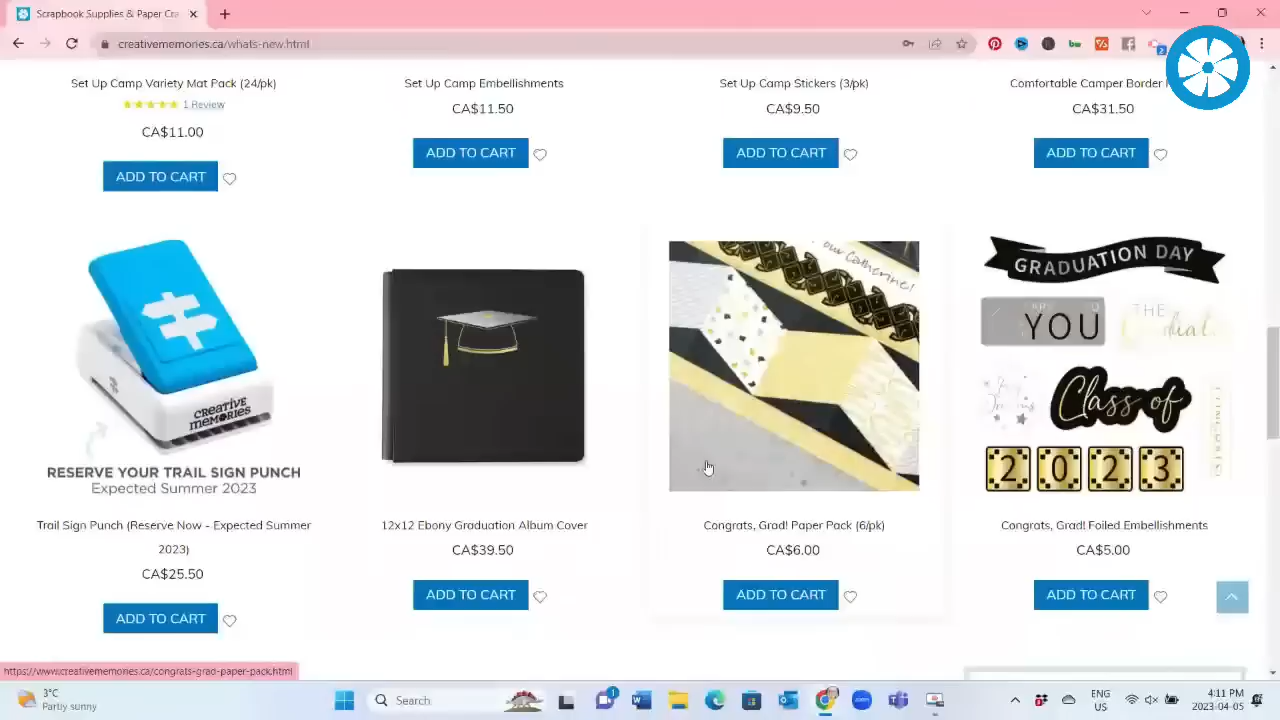 Scrapbook Supplies & Paper Cra
creativememories.ca/whats-new.html
Set Up Camp Variety Mat Pack (24/pk)
1 Review
CA$11.00
ADD TO CART
Set Up Camp Embellishments
CA$11.50
ADD TO CART
Set Up Camp Stickers (3/pk)
CA$9.50
ADD TO CART
Comfortable Camper Border
CA$31.50
ADD TO CART
CREATIVE
MEMORIES
RESERVE YOUR TRAIL SIGN PUNCH
Expected Summer 2023
Trail Sign Punch (Reserve Now - Expected Summer
2023)
CA$25.50
ADD TO CART
12x12 Ebony Graduation Album Cover
CA$39.50
ADD TO CART
our Catherine!
Congrats, Grad! Paper Pack (6/pk)
CA$6.00
ADD TO CART
GRADUATION DAY
YOU
THE
Class of
2023
Congrats, Grad! Foiled Embellishments
CA$5.00
ADD TO CART
https://www.creativememories.ca/congrats-grad-paper-pack.html
3°C
Partly sunny
Search
ENG
US
4:11 PM
2023-04-05